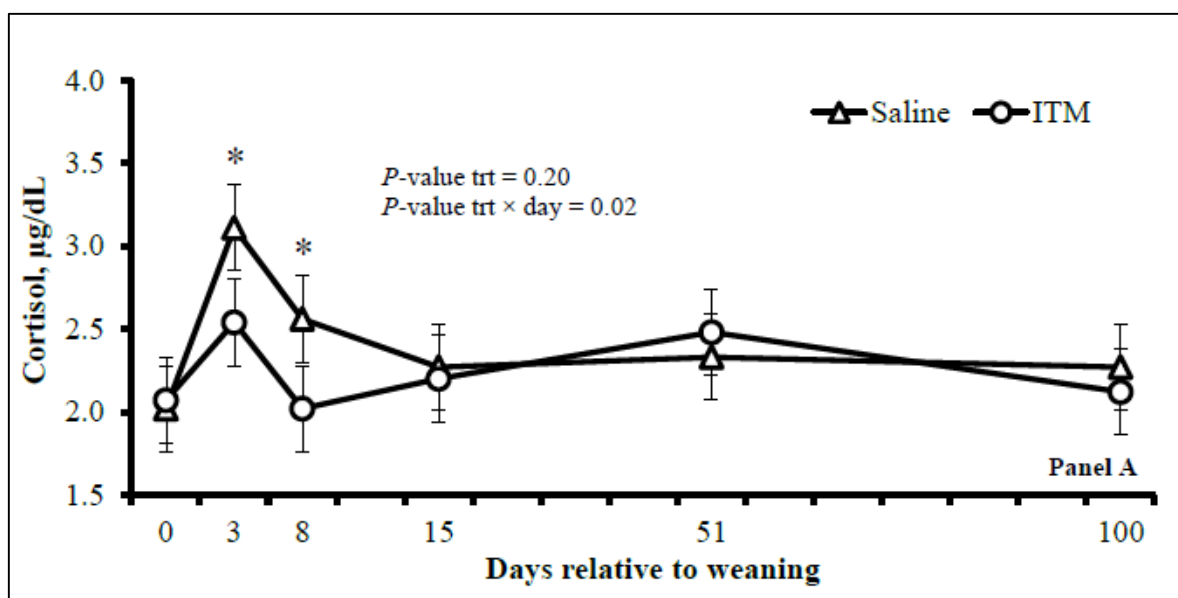 4.0
Saline ITM
3.5
*
P-value trt = 0.20
P-value trt × day = 0.02
3.0
*
2.5
2.0
1.5
Cortisol, µg/dL
Panel A
0 3 8 15 51 100
Days relative to weaning